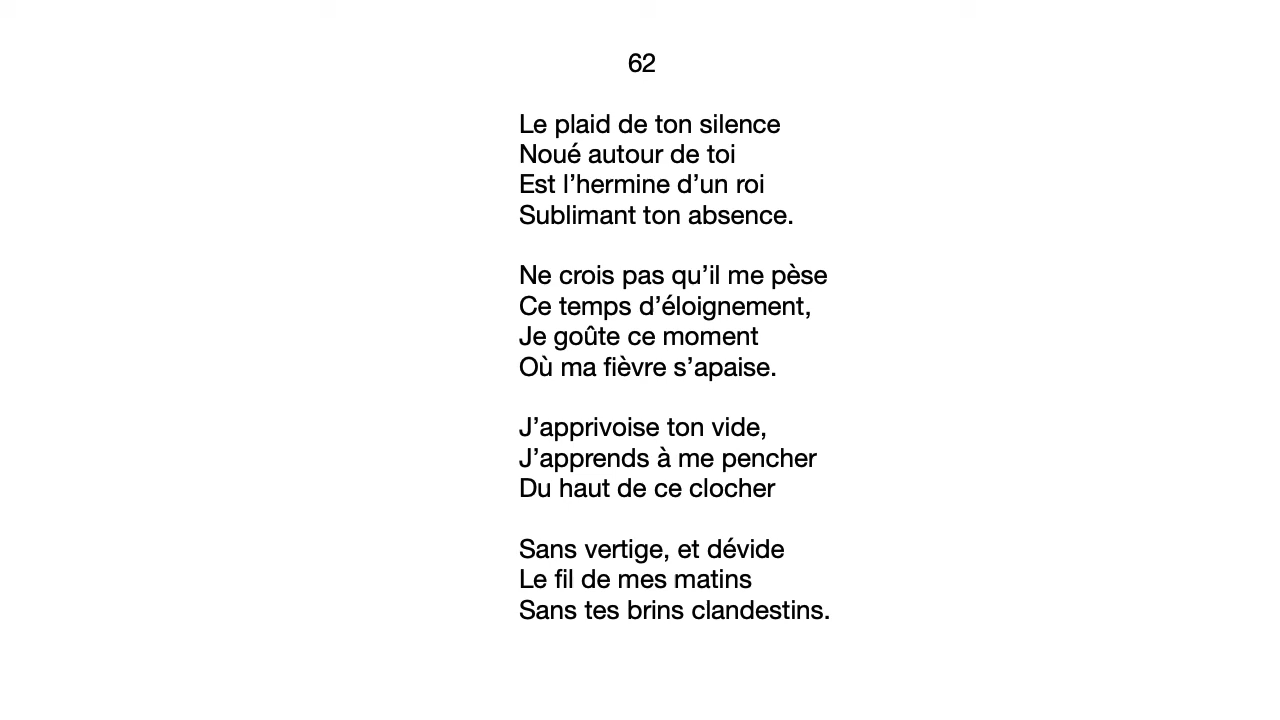 62
Le plaid de ton silence
Noué autour de toi
Est l’hermine d’un roi
Sublimant ton absence.
Ne crois pas qu’il me pèse
Ce temps d’éloignement,
Je goûte ce moment
Où ma fièvre s’apaise.
J’apprivoise ton vide,
J’apprends à me pencher
Du haut de ce clocher
Sans vertige, et dévide
Le fil de mes matins
Sans tes brins clandestins.